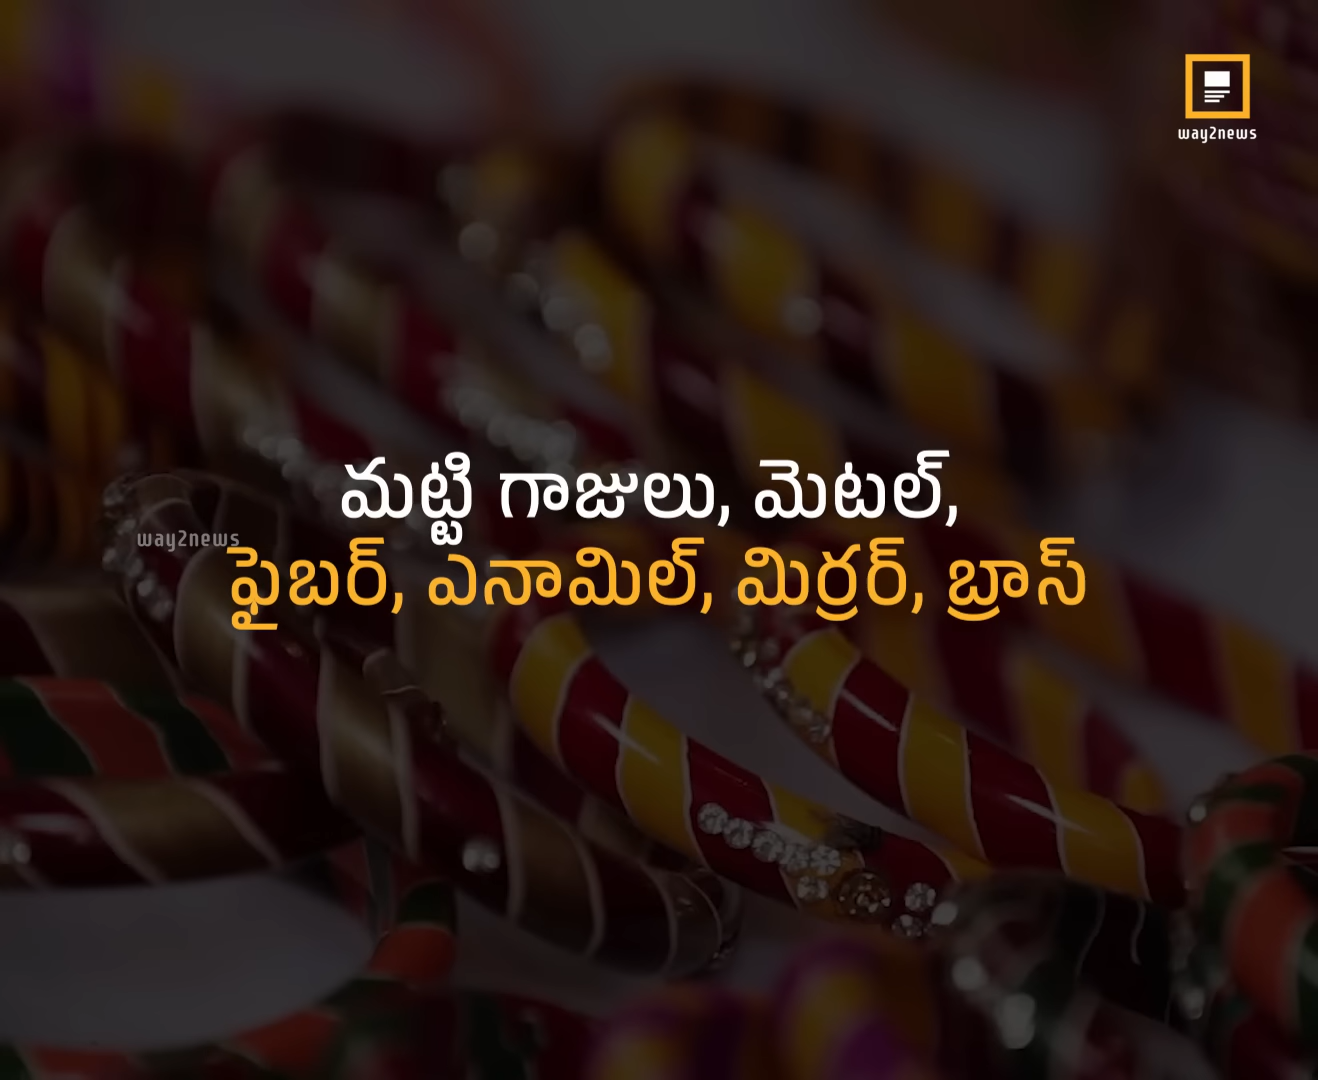 way2news
మట్టి గాజులు, మెటల్,
way2news
ఫైబర్, ఎనామిల్, మిర్రర్, బ్రాస్